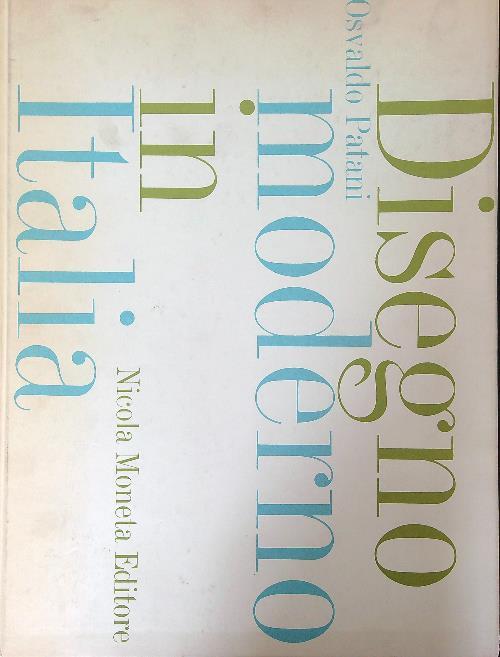 Osvaldo Patani
Disegno
moderno
in
Italia
Nicola Moneta Editore